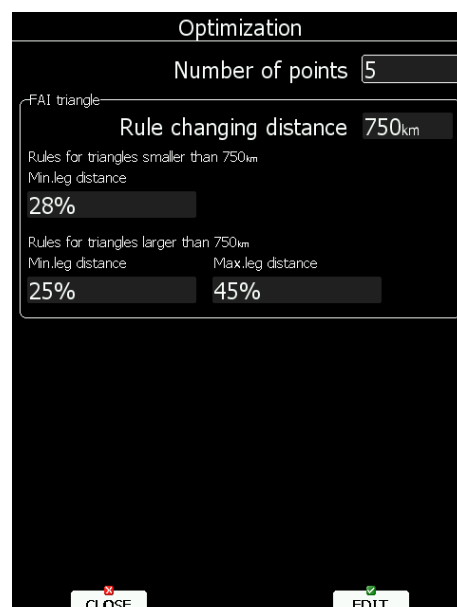 Optimization
Number of points 5
FAI triangle
Rule changing distance 750km
Rules for triangles smaller than 750km
Min.leg distance
28%
Rules for triangles larger than 750km
Min.leg distance Max.leg distance
25% 45%
CLOSE EDIT